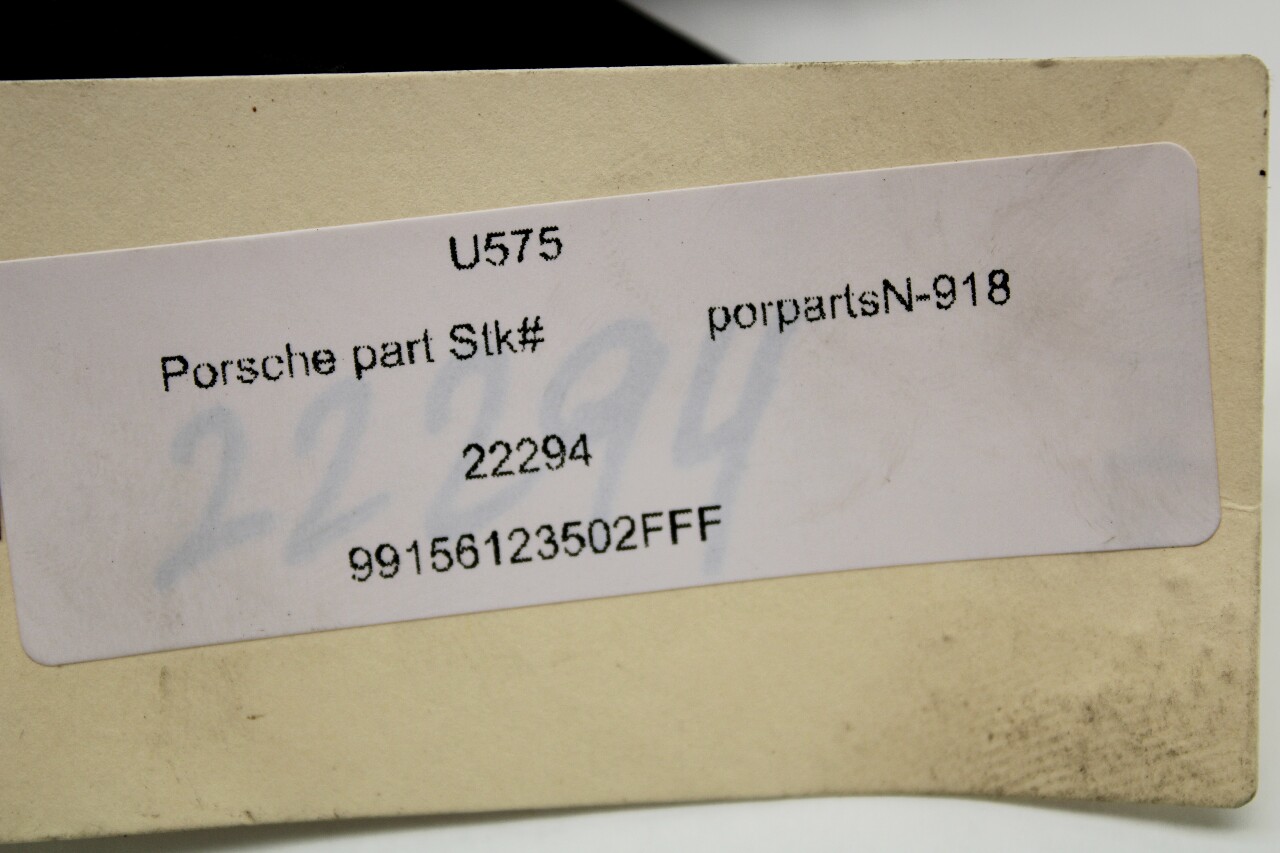 U575
Porsche part Stk# porpartsN-918
22294
22294
99156123502FFF